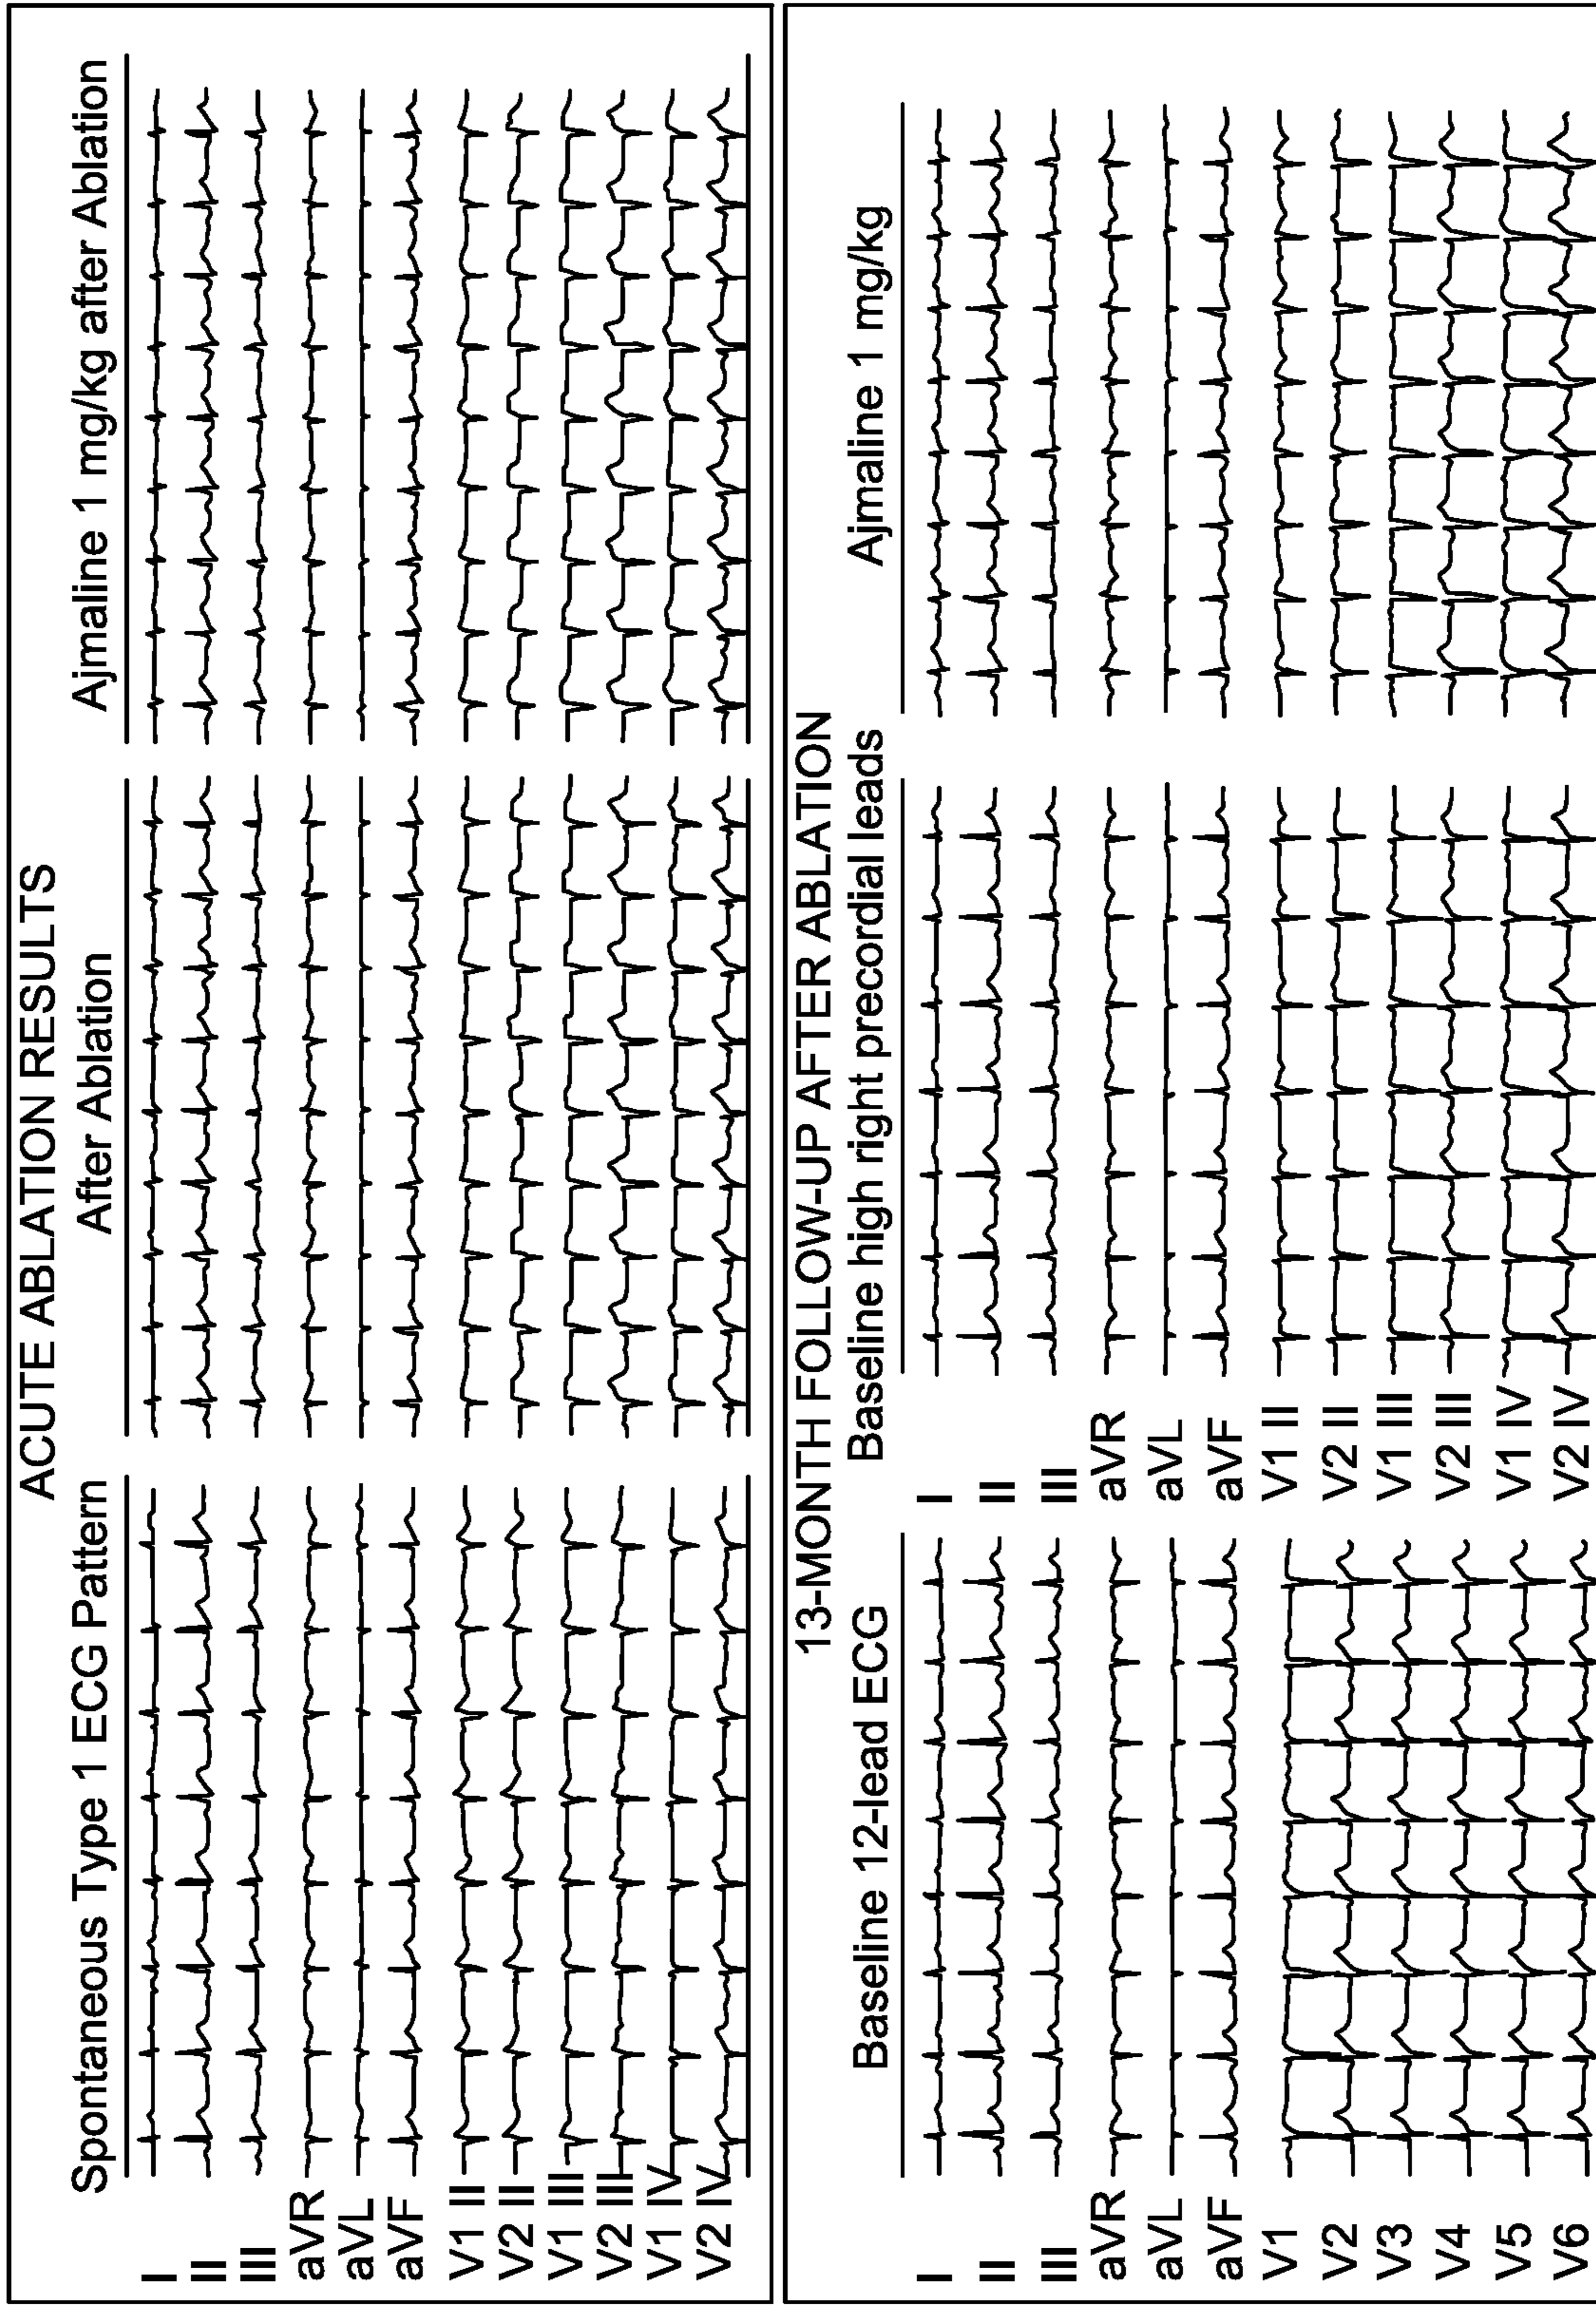 ACUTE ABLATION RESULTS
Spontaneous Type 1 ECG Pattern
After Ablation
Ajmaline 1 mg/kg after Ablation
I
II
III
aVR
aVL
aVF
V1 II
V2 II
V1 III
V2 III
V1 IV
V2 IV
13-MONTH FOLLOW-UP AFTER ABLATION
Baseline 12-lead ECG
Baseline high right precordial leads
Ajmaline 1 mg/kg
I
II
III
aVR
aVL
aVF
V1
V2
V3
V4
V5
V6
I
II
III
aVR
aVL
aVF
V1 II
V2 II
V1 III
V2 III
V1 IV
V2 IV